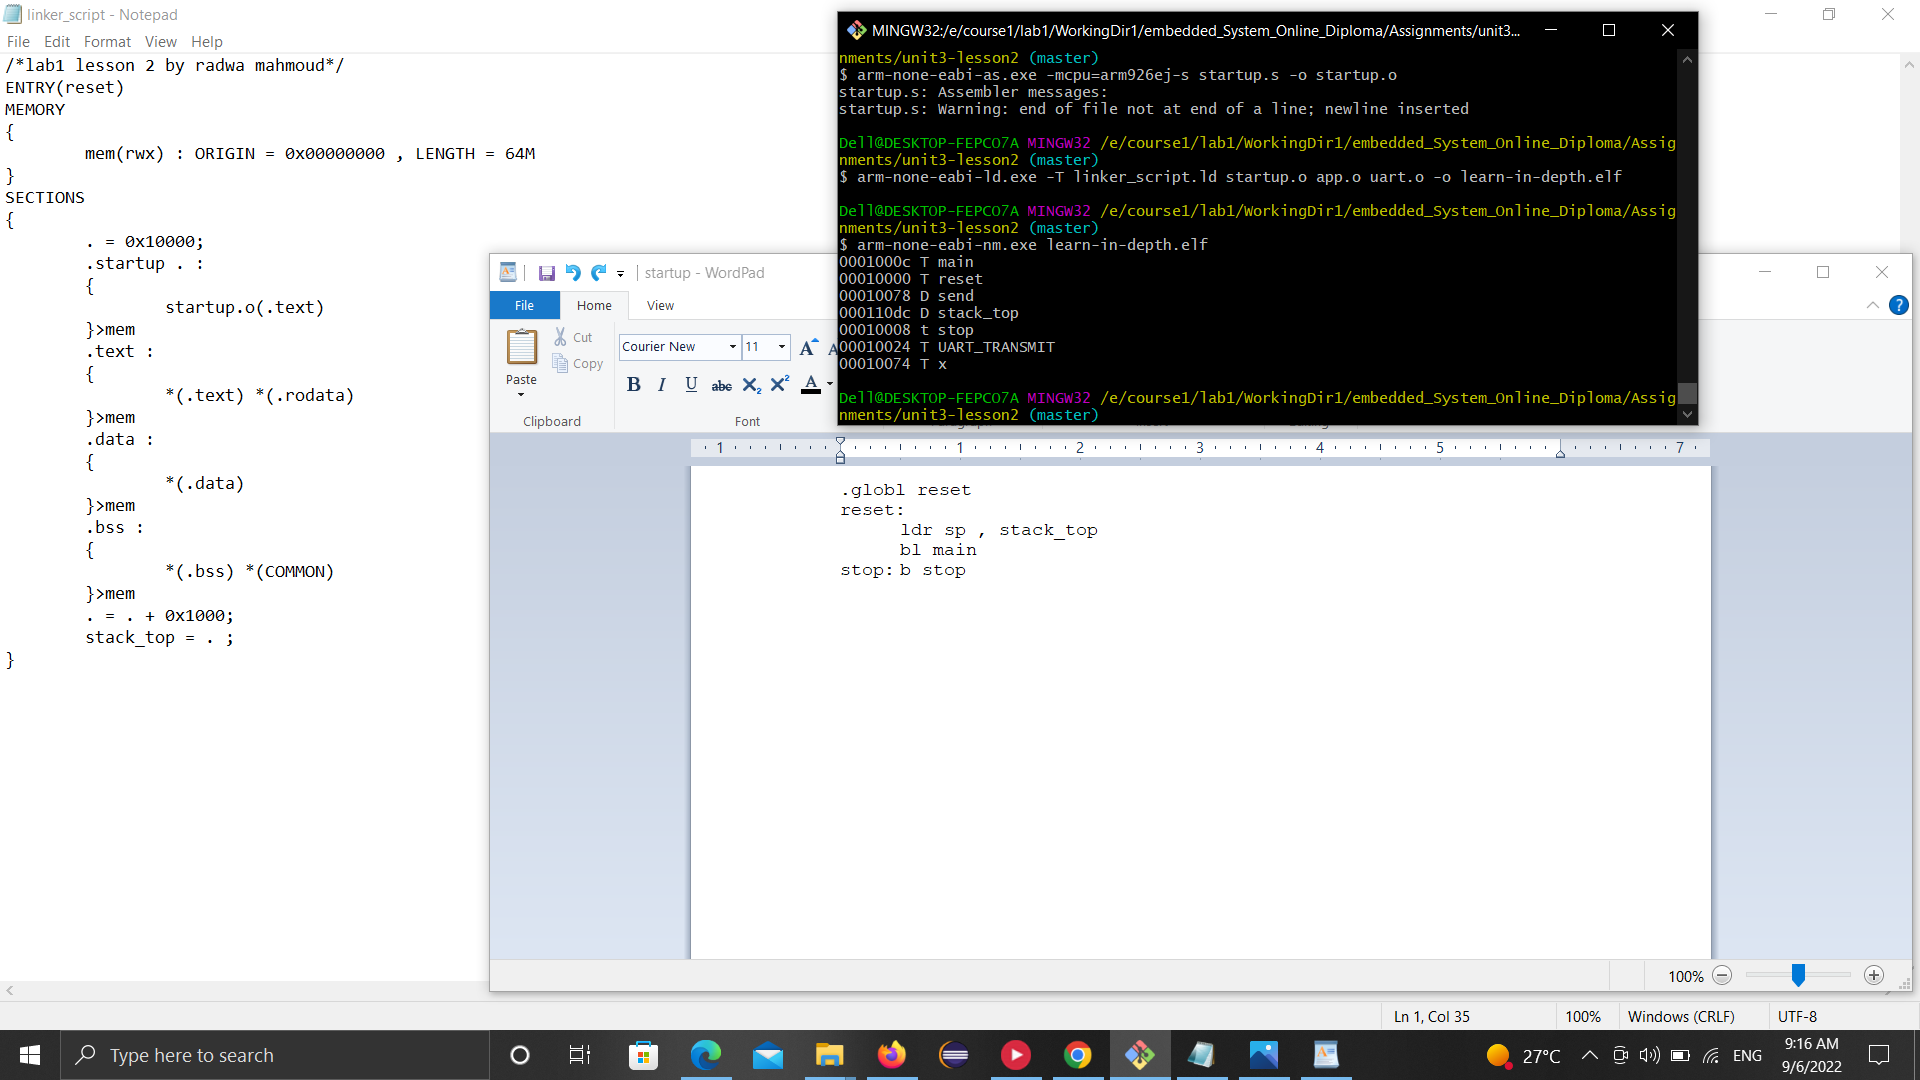 linker_script - Notepad
File Edit Format View Help
/*lab1 lesson 2 by radwa mahmoud*/
ENTRY(reset)
MEMORY
{
mem(rwx) : ORIGIN = 0x00000000 , LENGTH = 64M
}
SECTIONS
{
. = 0x10000;
.startup . :
{
startup.o(.text)
}>mem
.text :
{
*(.text) *(.rodata)
}>mem
.data :
{
*(.data)
}>mem
.bss :
{
*(.bss) *(COMMON)
}>mem
. = . + 0x1000;
stack_top = . ;
}
MINGW32:/e/course1/lab1/WorkingDir1/embedded_System_Online_Diploma/Assignments/unit3...
nments/unit3-lesson2 (master)
$ arm-none-eabi-as.exe -mcpu=arm926ej-s startup.s -o startup.o
startup.s: Assembler messages:
startup.s: Warning: end of file not at end of a line; newline inserted
Dell@DESKTOP-FEPCO7A MINGW32 /e/course1/lab1/WorkingDir1/embedded_System_Online_Diploma/Assig
nments/unit3-lesson2 (master)
$ arm-none-eabi-ld.exe -T linker_script.ld startup.o app.o uart.o -o learn-in-depth.elf
Dell@DESKTOP-FEPCO7A MINGW32 /e/course1/lab1/WorkingDir1/embedded_System_Online_Diploma/Assig
nments/unit3-lesson2 (master)
$ arm-none-eabi-nm.exe learn-in-depth.elf
0001000c T main
00010000 T reset
00010078 D send
000110dc D stack_top
00010008 t stop
00010024 T UART_TRANSMIT
00010074 T x
Dell@DESKTOP-FEPCO7A MINGW32 /e/course1/lab1/WorkingDir1/embedded_System_Online_Diploma/Assig
nments/unit3-lesson2 (master)
startup - WordPad
File Home View
Paste
Cut
Copy
Clipboard
Courier New 11
B I U abc X2 X2 A
Font
1 1 2 3 4 5 7
.globl reset
reset:
ldr sp , stack_top
bl main
stop: b stop
100%
Ln 1, Col 35 100% Windows (CRLF) UTF-8
Type here to search
27°C ENG
9:16 AM
9/6/2022